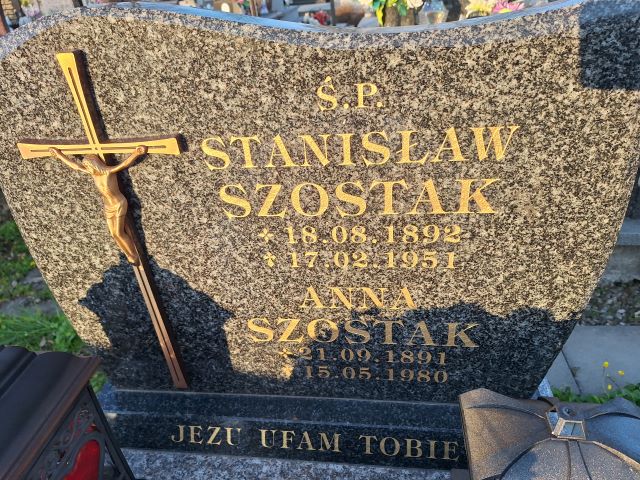 Ś.P.
STANISŁAW
SZOSTAK
* 18.08.1892
† 17.02.1951
ANNA
SZOSTAK
* 21.09.1891
† 15.05.1980
JEZU UFAM TOBIE